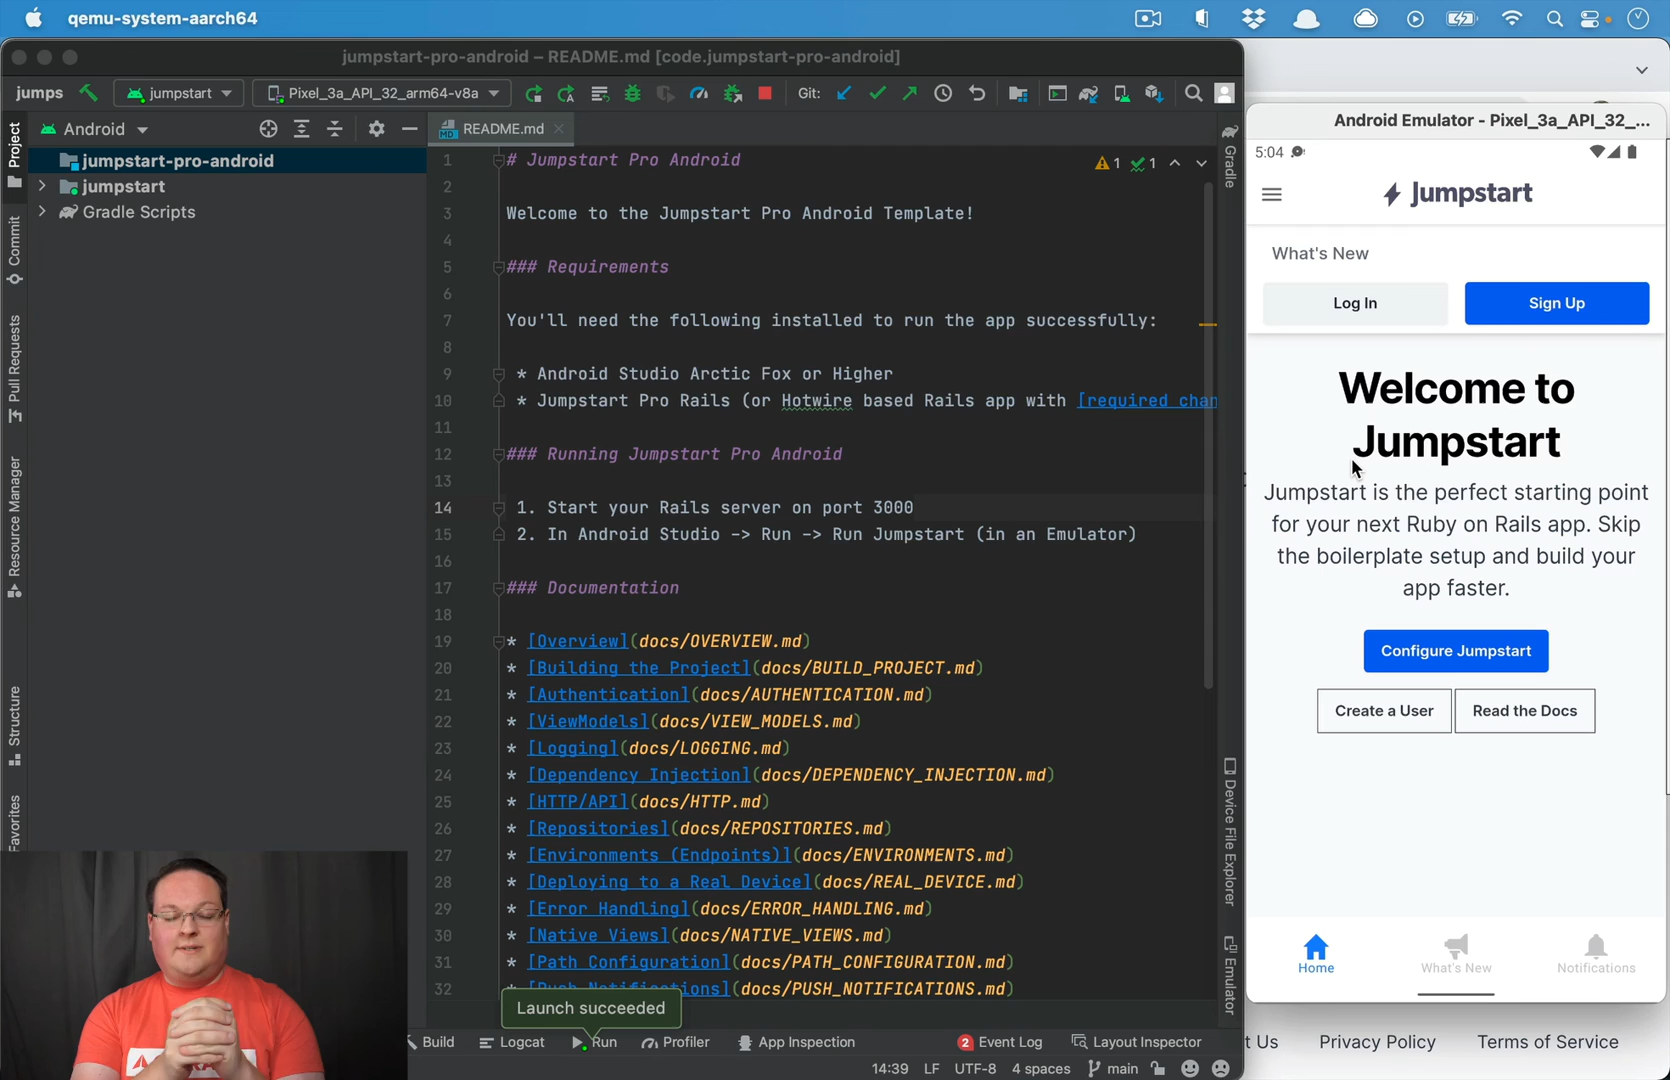 qemu-system-aarch64
jumpstart-pro-android – README.md [code.jumpstart-pro-android]
jumps
jumpstart
Pixel_3a_API_32_arm64-v8a
Git:
Project
Commit
Pull Requests
Resource Manager
Structure
Favorites
Android
jumpstart-pro-android
jumpstart
Gradle Scripts
README.md
1
1
1 # Jumpstart Pro Android
2
3 Welcome to the Jumpstart Pro Android Template!
4
5 ### Requirements
6
7 You'll need the following installed to run the app successfully:
8
9 * Android Studio Arctic Fox or Higher
10 * Jumpstart Pro Rails (or Hotwire based Rails app with [required chan
11
12 ### Running Jumpstart Pro Android
13
14 1. Start your Rails server on port 3000
15 2. In Android Studio -> Run -> Run Jumpstart (in an Emulator)
16
17 ### Documentation
18
19 * [Overview](docs/OVERVIEW.md)
20 * [Building the Project](docs/BUILD_PROJECT.md)
21 * [Authentication](docs/AUTHENTICATION.md)
22 * [ViewModels](docs/VIEW_MODELS.md)
23 * [Logging](docs/LOGGING.md)
24 * [Dependency Injection](docs/DEPENDENCY_INJECTION.md)
25 * [HTTP/API](docs/HTTP.md)
26 * [Repositories](docs/REPOSITORIES.md)
27 * [Environments (Endpoints)](docs/ENVIRONMENTS.md)
28 * [Deploying to a Real Device](docs/REAL_DEVICE.md)
29 * [Error Handling](docs/ERROR_HANDLING.md)
30 * [Native Views](docs/NATIVE_VIEWS.md)
31 * [Path Configuration](docs/PATH_CONFIGURATION.md)
32 * [Push Notifications](docs/PUSH_NOTIFICATIONS.md)
Launch succeeded
Gradle
Device File Explorer
Emulator
Build
Logcat
Run
Profiler
App Inspection
2 Event Log
Layout Inspector
14:39 LF UTF-8 4 spaces main
Android Emulator - Pixel_3a_API_32_...
5:04
Jumpstart
What's New
Log In
Sign Up
Welcome to
Jumpstart
Jumpstart is the perfect starting point
for your next Ruby on Rails app. Skip
the boilerplate setup and build your
app faster.
Configure Jumpstart
Create a User
Read the Docs
Home
What's New
Notifications
t Us
Privacy Policy
Terms of Service